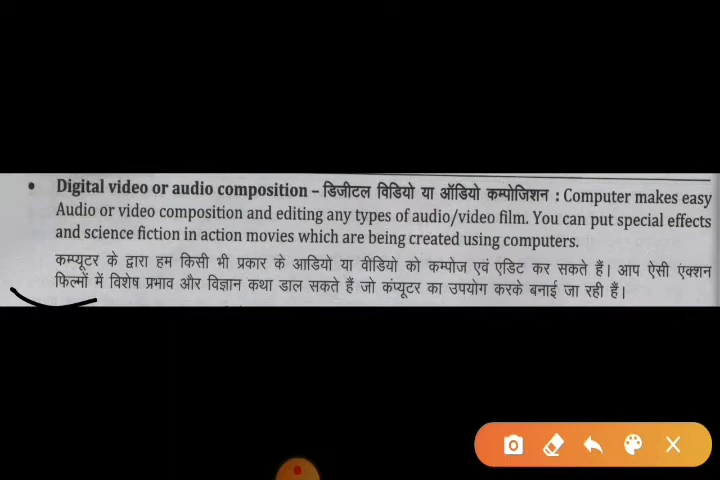 • Digital video or audio composition – डिजीटल विडियो या ऑडियो कम्पोजिशन : Computer makes easy
Audio or video composition and editing any types of audio/video film. You can put special effects
and science fiction in action movies which are being created using computers.
कम्प्यूटर के द्वारा हम किसी भी प्रकार के आडियो या वीडियो को कम्पोज एवं एडिट कर सकते हैं। आप ऐसी एक्शन
फिल्मों में विशेष प्रभाव और विज्ञान कथा डाल सकते हैं जो कंप्यूटर का उपयोग करके बनाई जा रही हैं।